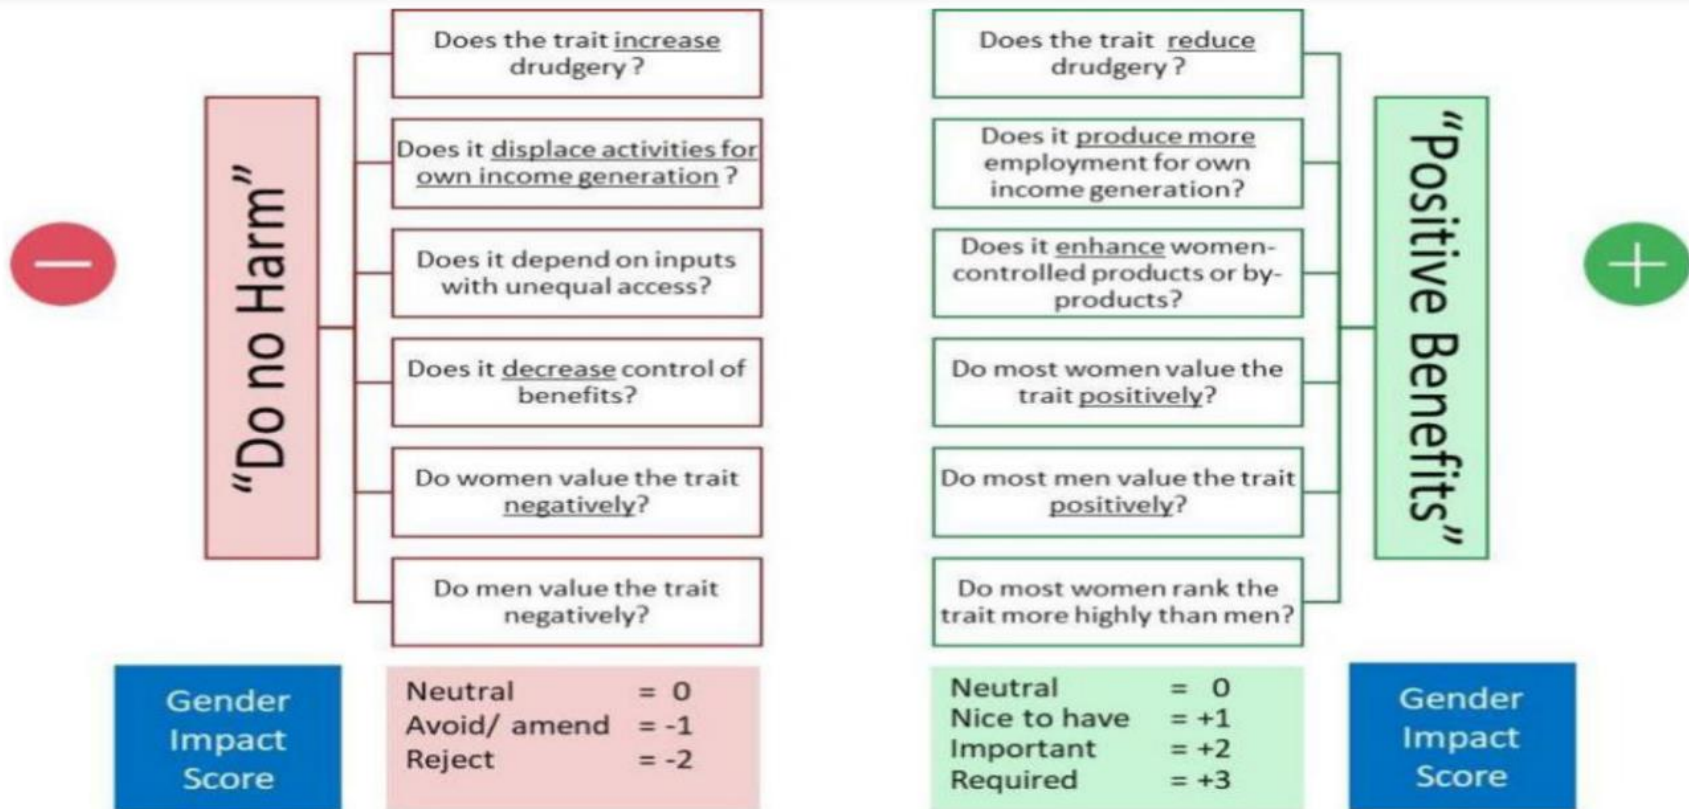 "Do no Harm"
Does the trait increase
drudgery ?
Does it displace activities for
own income generation ?
Does it depend on inputs
with unequal access?
Does it decrease control of
benefits?
Do women value the trait
negatively?
Do men value the trait
negatively?
Gender
Impact
Score
Neutral = 0
Avoid/ amend = -1
Reject = -2
Does the trait reduce
drudgery ?
Does it produce more
employment for own
income generation?
Does it enhance women-
controlled products or by-
products?
Do most women value the
trait positively?
Do most men value the trait
positively?
Do most women rank the
trait more highly than men?
"Positive Benefits"
Neutral = 0
Nice to have = +1
Important = +2
Required = +3
Gender
Impact
Score